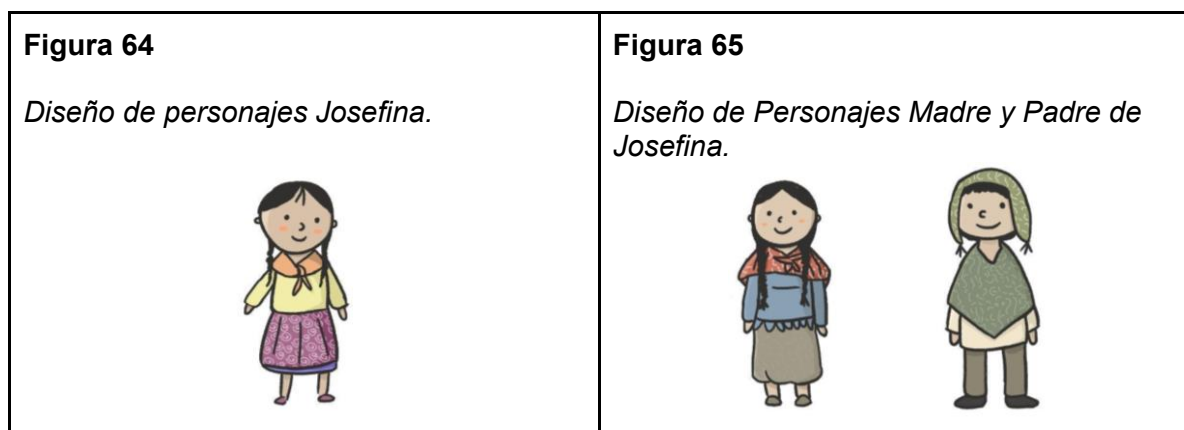 Figura 64
Diseño de personajes Josefina.
Figura 65
Diseño de Personajes Madre y Padre de
Josefina.